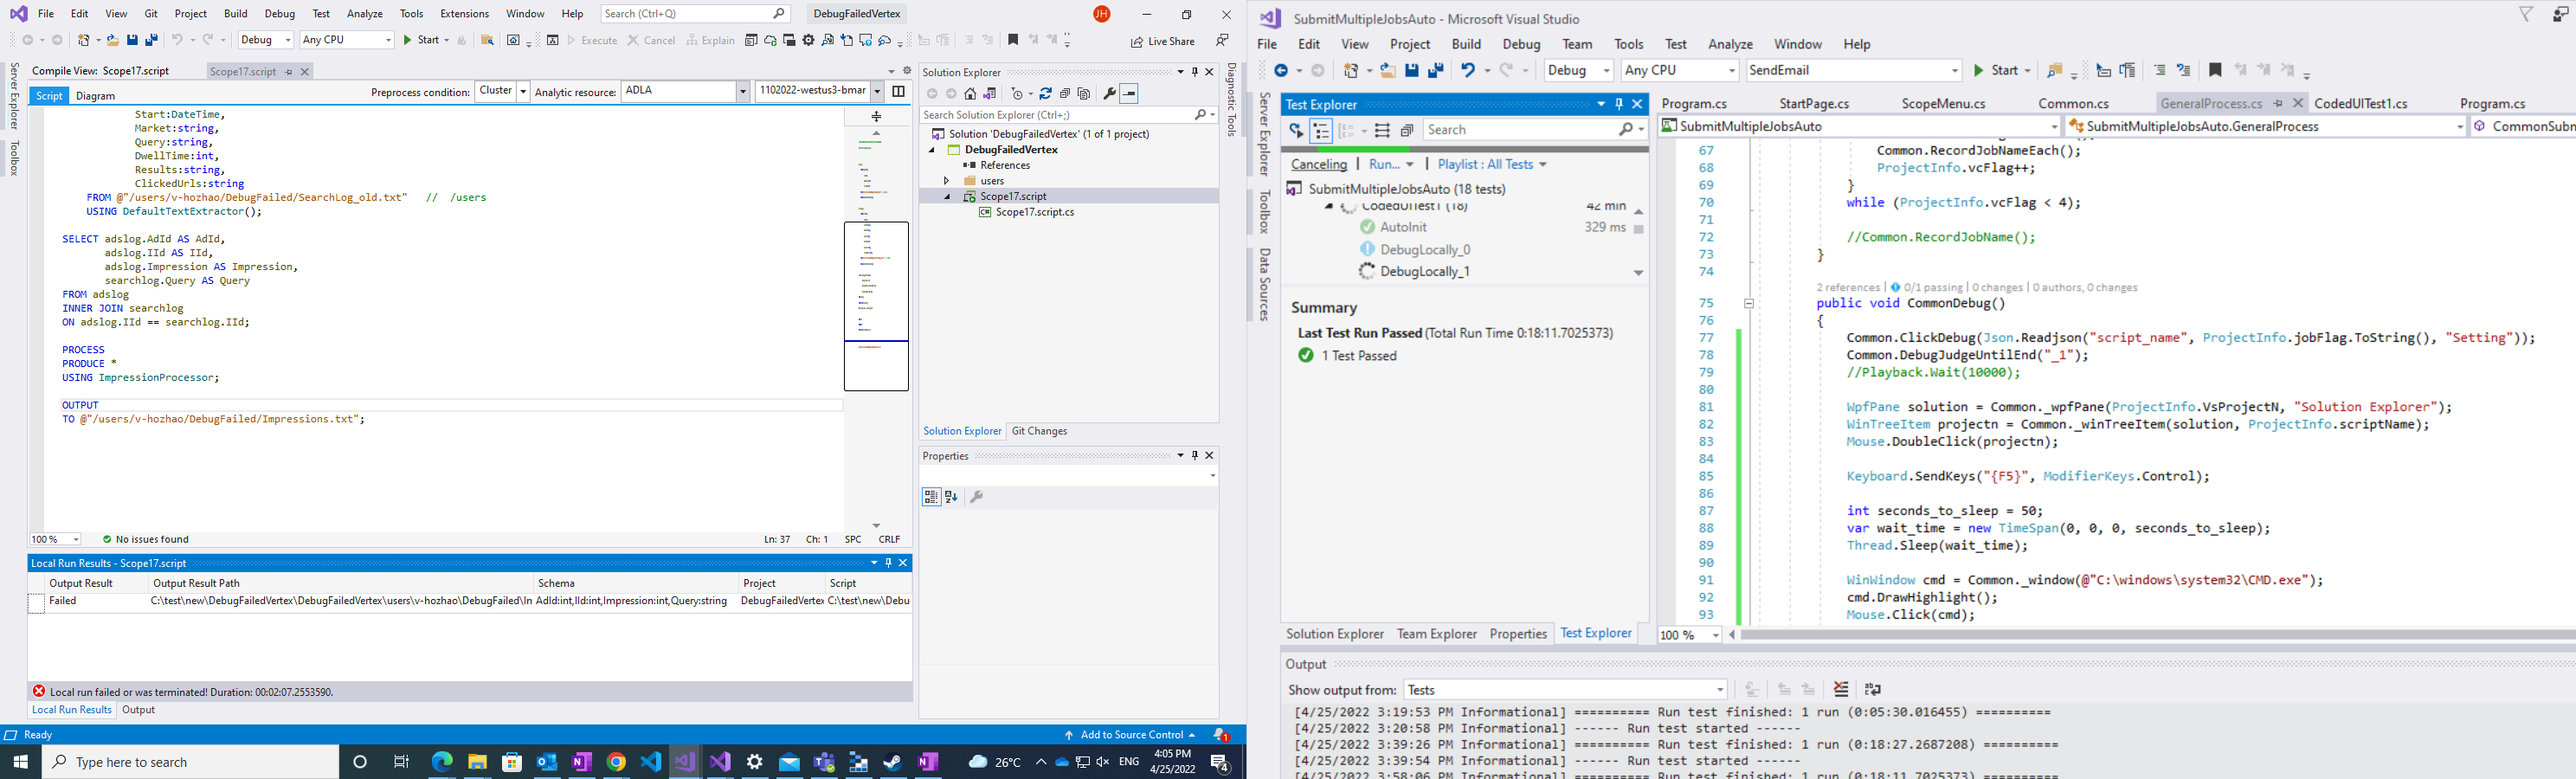 File Edit View Git Project Build Debug Test Analyze Tools Extensions Window Help Search (Ctrl+Q) DebugFailedVertex JH
Debug Any CPU Start Execute Cancel Explain Live Share
Server Explorer
Toolbox
Compile View: Scope17.script Scope17.script
Script Diagram Preprocess condition: Cluster Analytic resource: ADLA 1102022-westus3-bmar
Start:DateTime,
Market:string,
Query:string,
DwellTime:int,
Results:string,
ClickedUrls:string
FROM @"/users/v-hozhao/DebugFailed/SearchLog_old.txt" // /users
USING DefaultTextExtractor();
SELECT adslog.AdId AS AdId,
adslog.IId AS IId,
adslog.Impression AS Impression,
searchlog.Query AS Query
FROM adslog
INNER JOIN searchlog
ON adslog.IId == searchlog.IId;
PROCESS
PRODUCE *
USING ImpressionProcessor;
OUTPUT
TO @"/users/v-hozhao/DebugFailed/Impressions.txt";
100 % No issues found Ln: 37 Ch: 1 SPC CRLF
Local Run Results - Scope17.script
Output Result Output Result Path Schema Project Script
Failed C:\test\new\DebugFailedVertex\DebugFailedVertex\users\v-hozhao\DebugFailed\In AdId:int,IId:int,Impression:int,Query:string DebugFailedVertex C:\test\new\Debu
Local run failed or was terminated! Duration: 00:02:07.2553590.
Local Run Results Output
Solution Explorer
Search Solution Explorer (Ctrl+;)
Solution 'DebugFailedVertex' (1 of 1 project)
DebugFailedVertex
References
users
Scope17.script
Scope17.script.cs
Solution Explorer Git Changes
Properties
Diagnostic Tools
Ready Add to Source Control 1
Type here to search 26°C ENG 4:05 PM
4/25/2022 4
SubmitMultipleJobsAuto - Microsoft Visual Studio
File Edit View Project Build Debug Team Tools Test Analyze Window Help
Debug Any CPU SendEmail Start
Server Explorer
Toolbox
Data Sources
Test Explorer
Search
Canceling Run... Playlist : All Tests
SubmitMultipleJobsAuto (18 tests)
CodedUITest1 (18) 42 min
AutoInit 329 ms
DebugLocally_0
DebugLocally_1
Summary
Last Test Run Passed (Total Run Time 0:18:11.7025373)
1 Test Passed
Solution Explorer Team Explorer Properties Test Explorer
Program.cs StartPage.cs ScopeMenu.cs Common.cs GeneralProcess.cs CodedUITest1.cs Program.cs
SubmitMultipleJobsAuto SubmitMultipleJobsAuto.GeneralProcess CommonSubn
67 Common.RecordJobNameEach();
68 ProjectInfo.vcFlag++;
69 }
70 while (ProjectInfo.vcFlag < 4);
71
72 //Common.RecordJobName();
73 }
74
2 references | 0/1 passing | 0 changes | 0 authors, 0 changes
75 public void CommonDebug()
76 {
77 Common.ClickDebug(Json.Readjson("script_name", ProjectInfo.jobFlag.ToString(), "Setting"));
78 Common.DebugJudgeUntilEnd("_1");
79 //Playback.Wait(10000);
80
81 WpfPane solution = Common._wpfPane(ProjectInfo.VsProjectN, "Solution Explorer");
82 WinTreeItem projectn = Common._winTreeItem(solution, ProjectInfo.scriptName);
83 Mouse.DoubleClick(projectn);
84
85 Keyboard.SendKeys("{F5}", ModifierKeys.Control);
86
87 int seconds_to_sleep = 50;
88 var wait_time = new TimeSpan(0, 0, 0, seconds_to_sleep);
89 Thread.Sleep(wait_time);
90
91 WinWindow cmd = Common._window(@"C:\windows\system32\CMD.exe");
92 cmd.DrawHighlight();
93 Mouse.Click(cmd);
100 %
Output
Show output from: Tests
[4/25/2022 3:19:53 PM Informational] ========== Run test finished: 1 run (0:05:30.016455) ==========
[4/25/2022 3:20:58 PM Informational] ------ Run test started ------
[4/25/2022 3:39:26 PM Informational] ========== Run test finished: 1 run (0:18:27.2687208) ==========
[4/25/2022 3:39:54 PM Informational] ------ Run test started ------
[4/25/2022 3:58:06 PM Informational] ========== Run test finished: 1 run (0:18:11.7025373) ==========